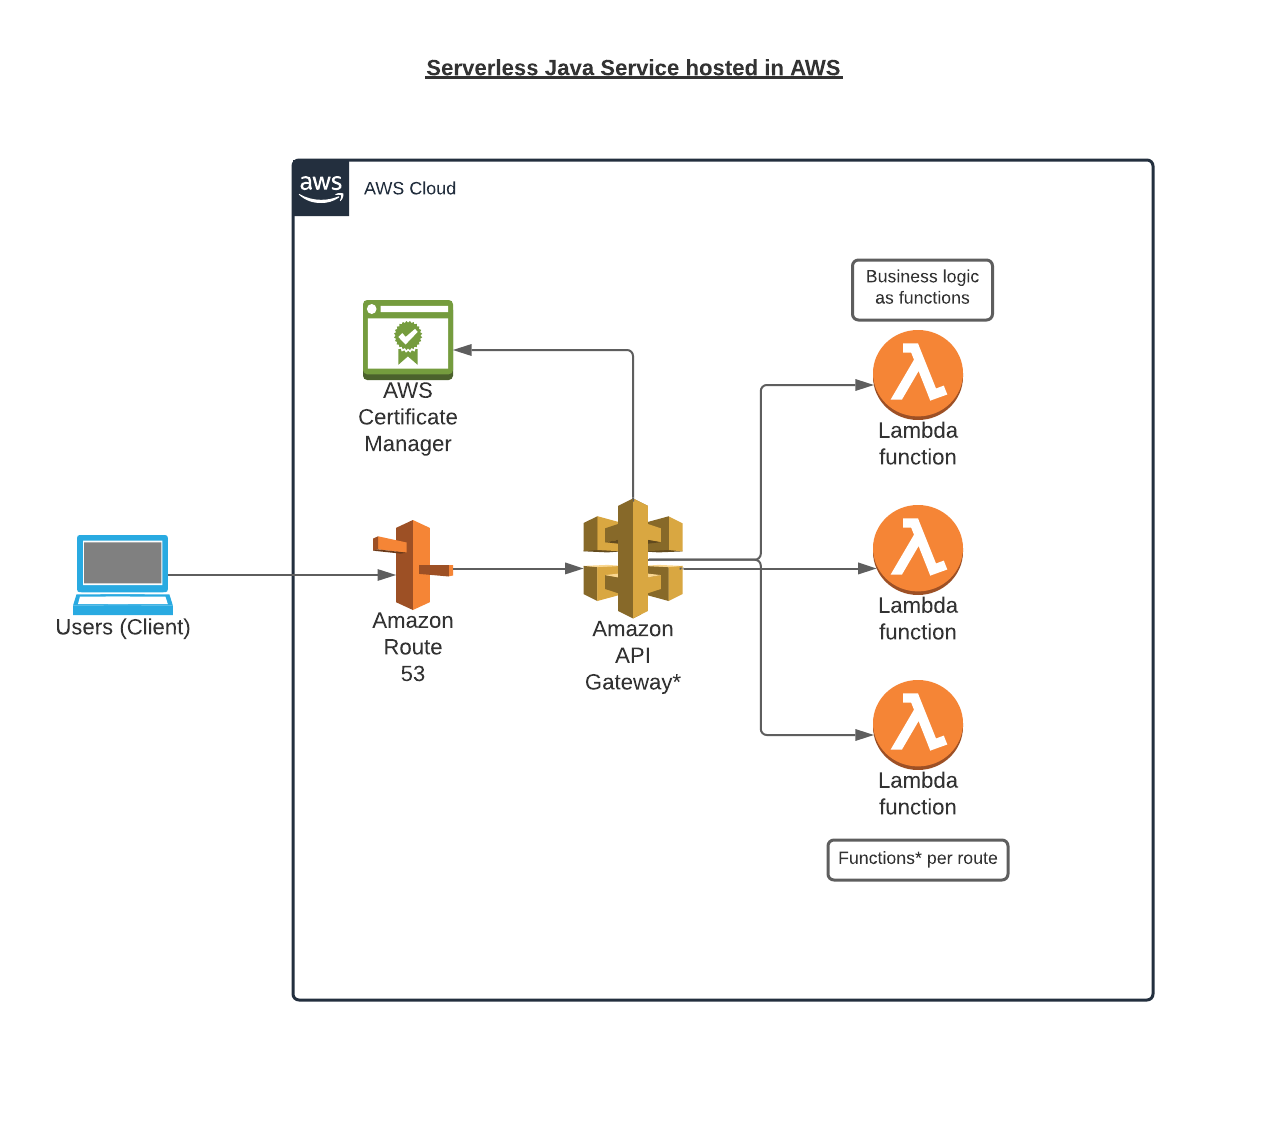 Serverless Java Service hosted in AWS
aws
AWS Cloud
Business logic
as functions
AWS
Certificate
Manager
Lambda
function
Users (Client)
Amazon
Route
53
Amazon
API
Gateway*
Lambda
function
Lambda
function
Functions* per route